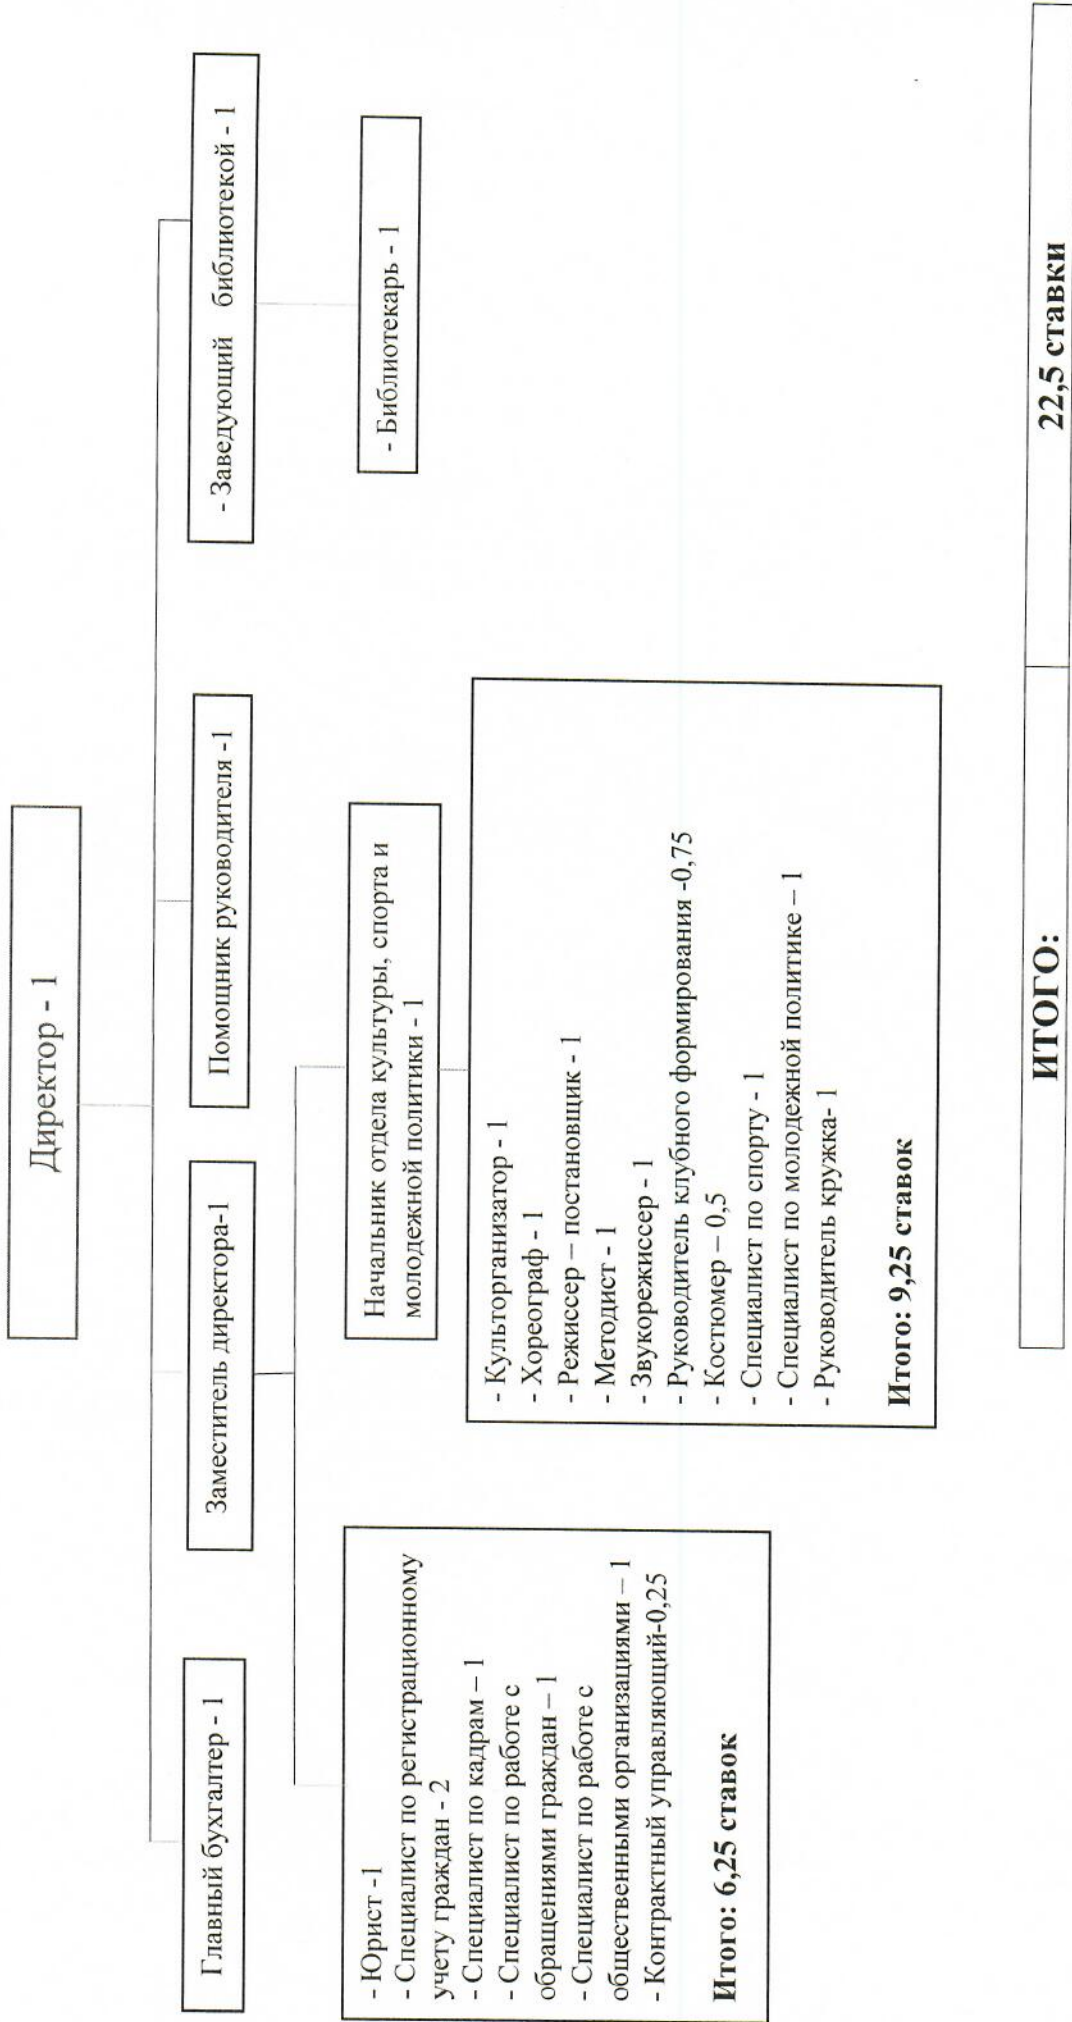 Директор - 1
Главный бухгалтер - 1
Заместитель директора-1
Помощник руководителя -1
- Заведующий библиотекой - 1
- Юрист -1
- Специалист по регистрационному
учету граждан - 2
- Специалист по кадрам – 1
- Специалист по работе с
обращениями граждан – 1
- Специалист по работе с
общественными организациями – 1
- Контрактный управляющий-0,25
Итого: 6,25 ставок
Начальник отдела культуры, спорта и
молодежной политики - 1
- Культорганизатор - 1
- Хореограф - 1
- Режиссер – постановщик - 1
- Методист - 1
- Звукорежиссер - 1
- Руководитель клубного формирования -0,75
- Костюмер – 0,5
- Специалист по спорту - 1
- Специалист по молодежной политике – 1
- Руководитель кружка- 1
Итого: 9,25 ставок
- Библиотекарь - 1
ИТОГО:
22,5 ставки